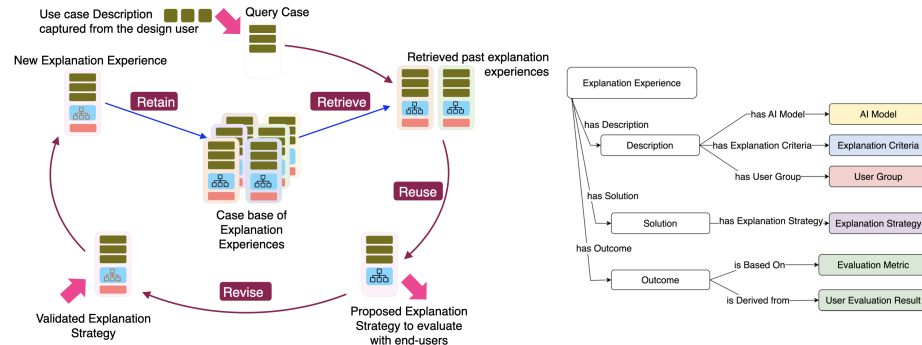 Use case Description
captured from the design user
Query Case
New Explanation Experience
Retrieved past explanation
experiences
Retain
Retrieve
Reuse
Case base of
Explanation
Experiences
Revise
Validated Explanation
Strategy
Proposed Explanation
Strategy to evaluate
with end-users
Explanation Experience
has Description
Description
has AI Model
AI Model
has Explanation Criteria
Explanation Criteria
has User Group
User Group
has Solution
Solution
has Explanation Strategy
Explanation Strategy
has Outcome
Outcome
is Based On
Evaluation Metric
is Derived from
User Evaluation Result